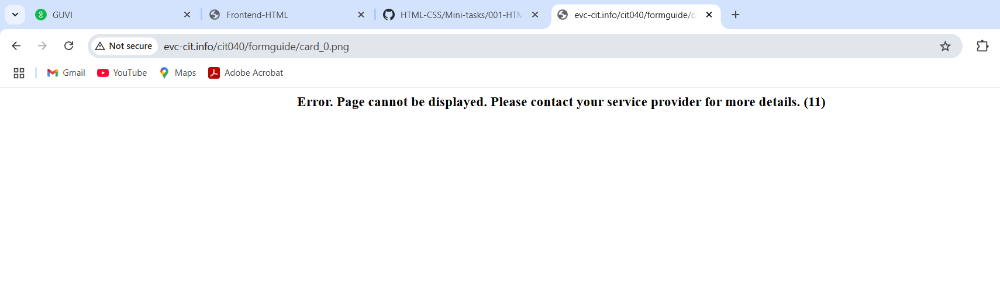 GUVI
Frontend-HTML
HTML-CSS/Mini-tasks/001-HTM
evc-cit.info/cit040/formguide/ca
Not secure
evc-cit.info/cit040/formguide/card_0.png
Gmail
YouTube
Maps
Adobe Acrobat
Error. Page cannot be displayed. Please contact your service provider for more details. (11)